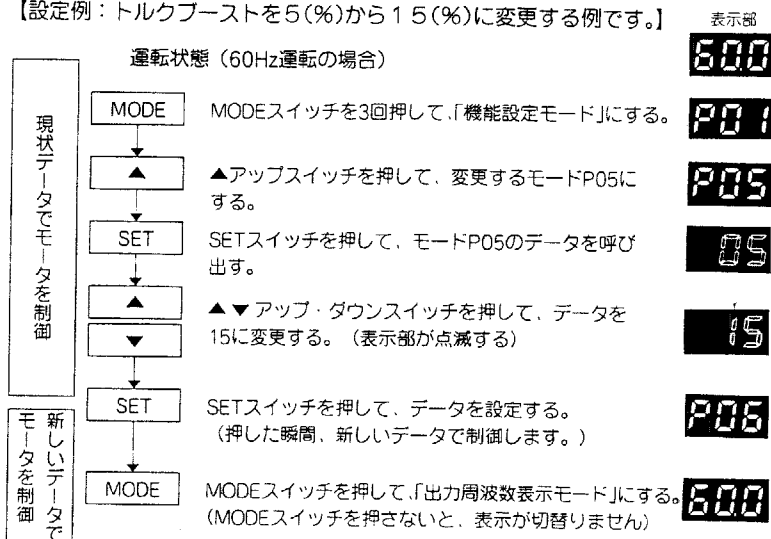 【設定例：トルクブーストを5(%)から15(%)に変更する例です。】
表示部
運転状態（60Hz運転の場合）
60.0
MODE
MODEスイッチを3回押して、「機能設定モード」にする。
P01
現状データでモータを制御
▲
▲アップスイッチを押して、変更するモードP05に
する。
P05
SET
SETスイッチを押して、モードP05のデータを呼び
出す。
05
▲
▼
▲▼アップ・ダウンスイッチを押して、データを
15に変更する。（表示部が点滅する）
15
SET
SETスイッチを押して、データを設定する。
（押した瞬間、新しいデータで制御します。）
P06
新しいデータで
モータを制御
MODE
MODEスイッチを押して、「出力周波数表示モード」にする。
(MODEスイッチを押さないと、表示が切替りません)
60.0